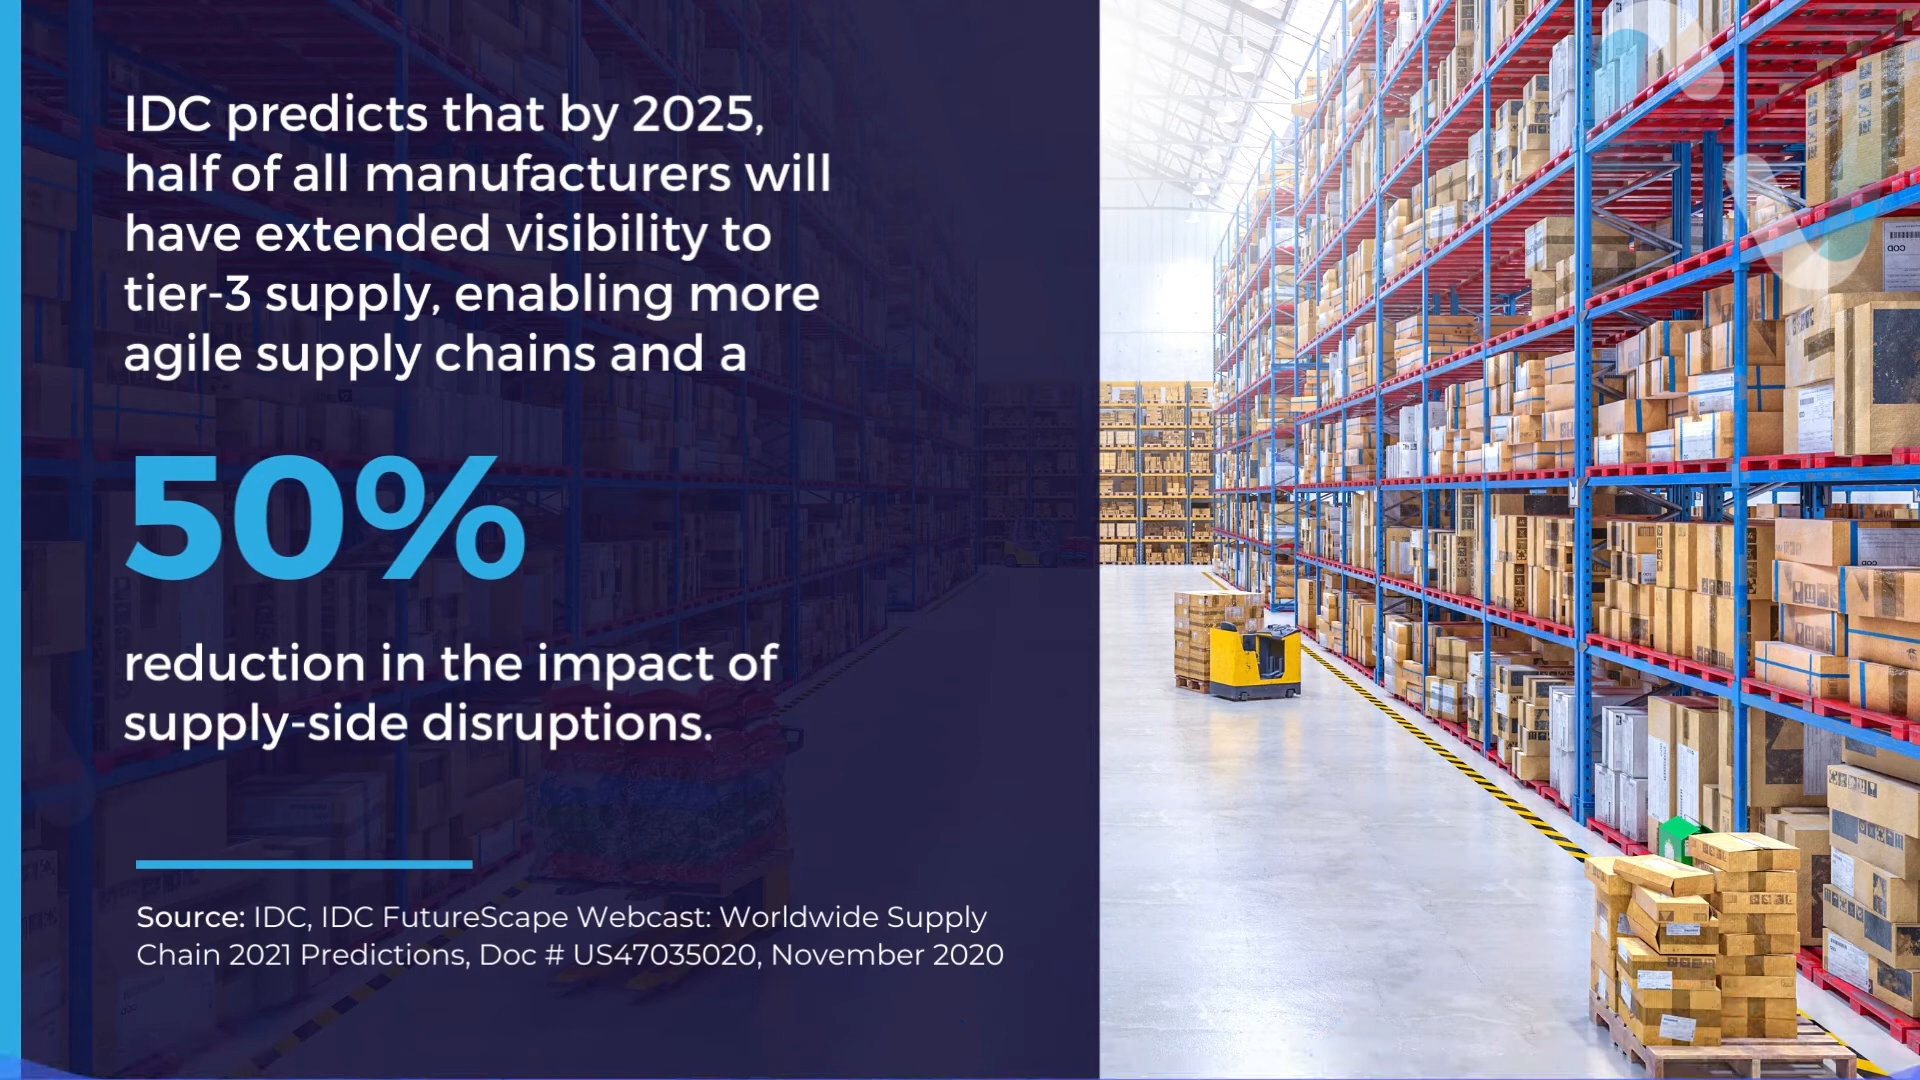 IDC predicts that by 2025,
half of all manufacturers will
have extended visibility to
tier-3 supply, enabling more
agile supply chains and a
50%
reduction in the impact of
supply-side disruptions.
Source: IDC, IDC FutureScape Webcast: Worldwide Supply
Chain 2021 Predictions, Doc # US47035020, November 2020
COD